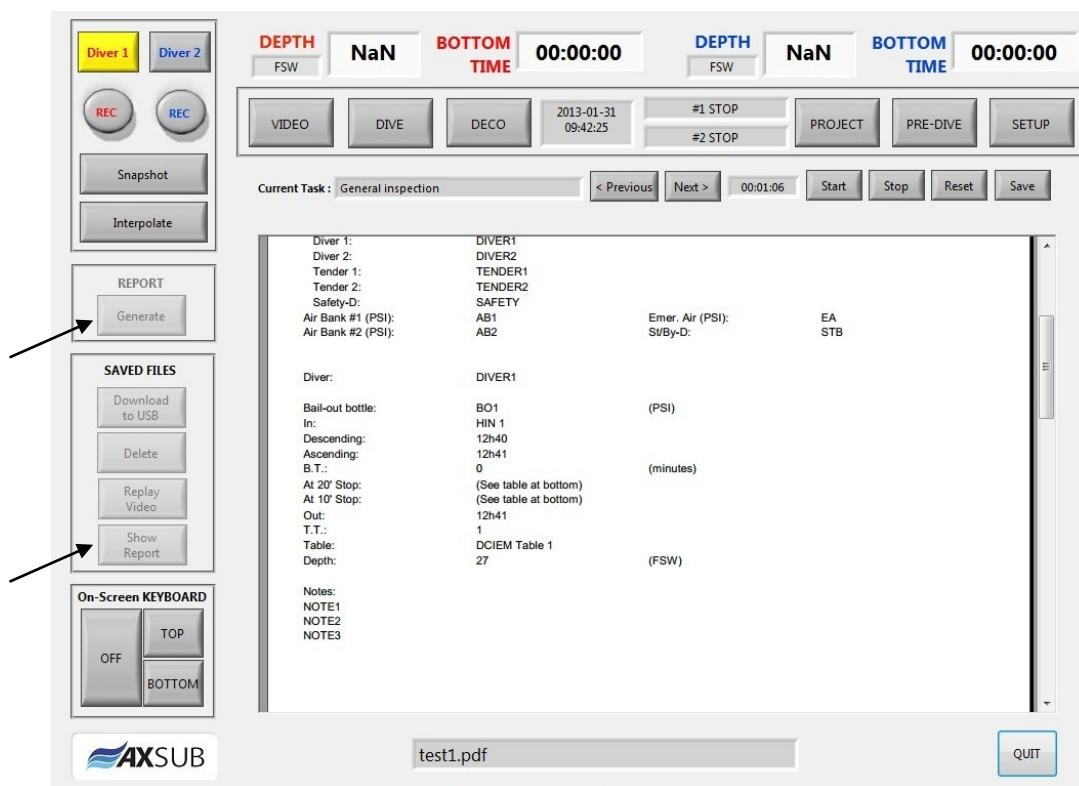 Diver 1 Diver 2
DEPTH NaN BOTTOM TIME 00:00:00 DEPTH NaN BOTTOM TIME 00:00:00
FSW FSW
REC REC
VIDEO DIVE DECO 2013-01-31 09:42:25 #1 STOP #2 STOP PROJECT PRE-DIVE SETUP
Snapshot
Interpolate
Current Task : General inspection < Previous Next > 00:01:06 Start Stop Reset Save
REPORT
Generate
SAVED FILES
Download
to USB
Delete
Replay
Video
Show
Report
On-Screen KEYBOARD
OFF
TOP
BOTTOM
Diver 1: DIVER1
Diver 2: DIVER2
Tender 1: TENDER1
Tender 2: TENDER2
Safety-D: SAFETY
Air Bank #1 (PSI): AB1 Emer. Air (PSI): EA
Air Bank #2 (PSI): AB2 St/By-D: STB
Diver: DIVER1
Bail-out bottle: BO1 (PSI)
In: HIN 1
Descending: 12h40
Ascending: 12h41
B.T.: 0 (minutes)
At 20' Stop: (See table at bottom)
At 10' Stop: (See table at bottom)
Out: 12h41
T.T.: 1
Table: DCIEM Table 1
Depth: 27 (FSW)
Notes:
NOTE1
NOTE2
NOTE3
AXSUB
test1.pdf
QUIT